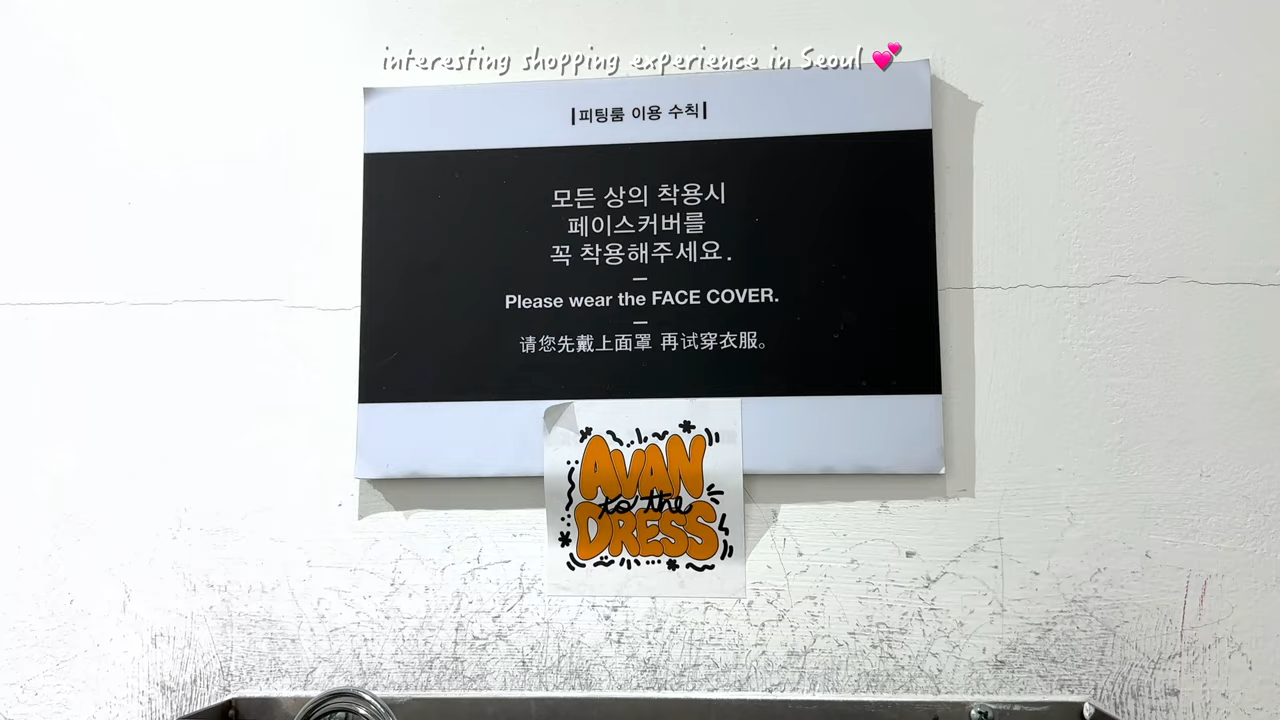 interesting shopping experience in Seoul 💕
|피팅룸 이용 수칙|
모든 상의 착용시
페이스커버를
꼭 착용해주세요.
Please wear the FACE COVER.
请您先戴上面罩 再试穿衣服。
AVAN
to the
DRESS